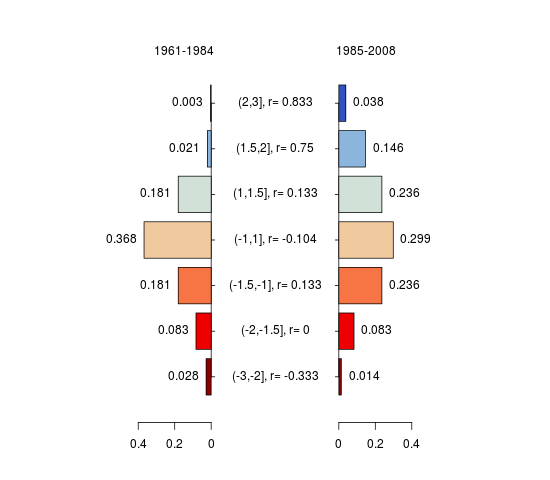 1961-1984 1985-2008
0.003 (2,3], r= 0.833 0.038
0.021 (1.5,2] r= 0.75 0.146
0.181 (1,1.5] r= 0.133 0.236
0.368 (-1,1], r= -0.104 0.299
0.181 (-1.5,-1] r= 0.133 0.236
0.083 (-2,-1.5], r= 0 0.083
0.028 (-3,-2], r= -0.333 0.014
0.4 0.2 0 0 0.2 0.4